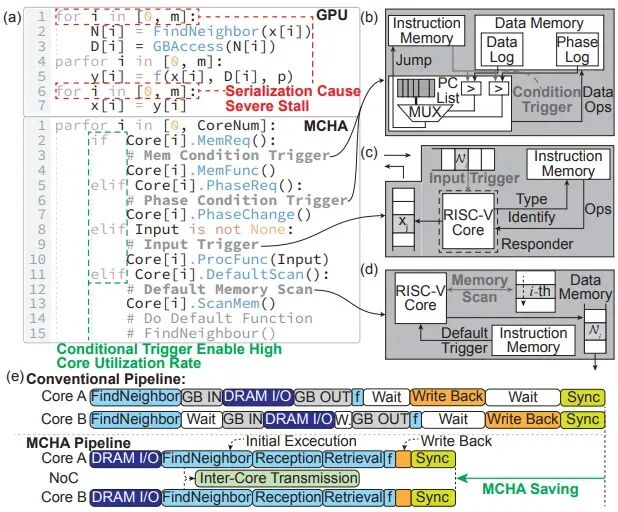 (a)
GPU
1 for i in [0, m]:
2 N[i] = FindNeighbor(x[i])
3 D[i] = GBAccess(N[i])
4 parfor i in [0, m]:
5 y[i] = f(x[i], D[i], p)
6 for i in [0, m]:
7 x[i] = y[i]
Serialization Cause
Severe Stall
MCHA
1 parfor i in [0, CoreNum]:
2 if Core[i].MemReq():
3 # Mem Condition Trigger
4 Core[i].MemFunc()
5 elif Core[i].PhaseReq():
6 # Phase Condition Trigger
7 Core[i].PhaseChange()
8 elif Input is not None:
9 # Input Trigger
10 Core[i].ProcFunc(Input)
11 elif Core[i].DefaultScan():
12 # Default Memory Scan
13 Core[i].ScanMem()
14 # Do Default Function
15 # FindNeighbour()
Conditional Trigger Enable High
Core Utilization Rate
(b)
Instruction
Memory
Data Memory
Data
Log
Phase
Log
Jump
PC
List
> >
MUX
Condition
Trigger
Data
Ops
(c)
N
Instruction
Memory
Input Trigger
Type
Identify
Ops
RISC-V
Core
Responder
x
(d)
RISC-V
Core
Memory
Scan
i-th
Data
Memory
Default
Trigger
Instruction
Memory
N
(e) Conventional Pipeline:
Core A FindNeighbor GB IN DRAM I/O GB OUT f Wait Write Back Wait Sync
Core B FindNeighbor Wait GB IN DRAM I/O W. GB OUT f Wait Write Back Sync
MCHA Pipeline
Initial Excecution
Write Back
Core A DRAM I/O FindNeighbor Reception Retrieval f Sync
NoC Inter-Core Transmission
MCHA Saving
Core B DRAM I/O FindNeighbor Reception Retrieval f Sync